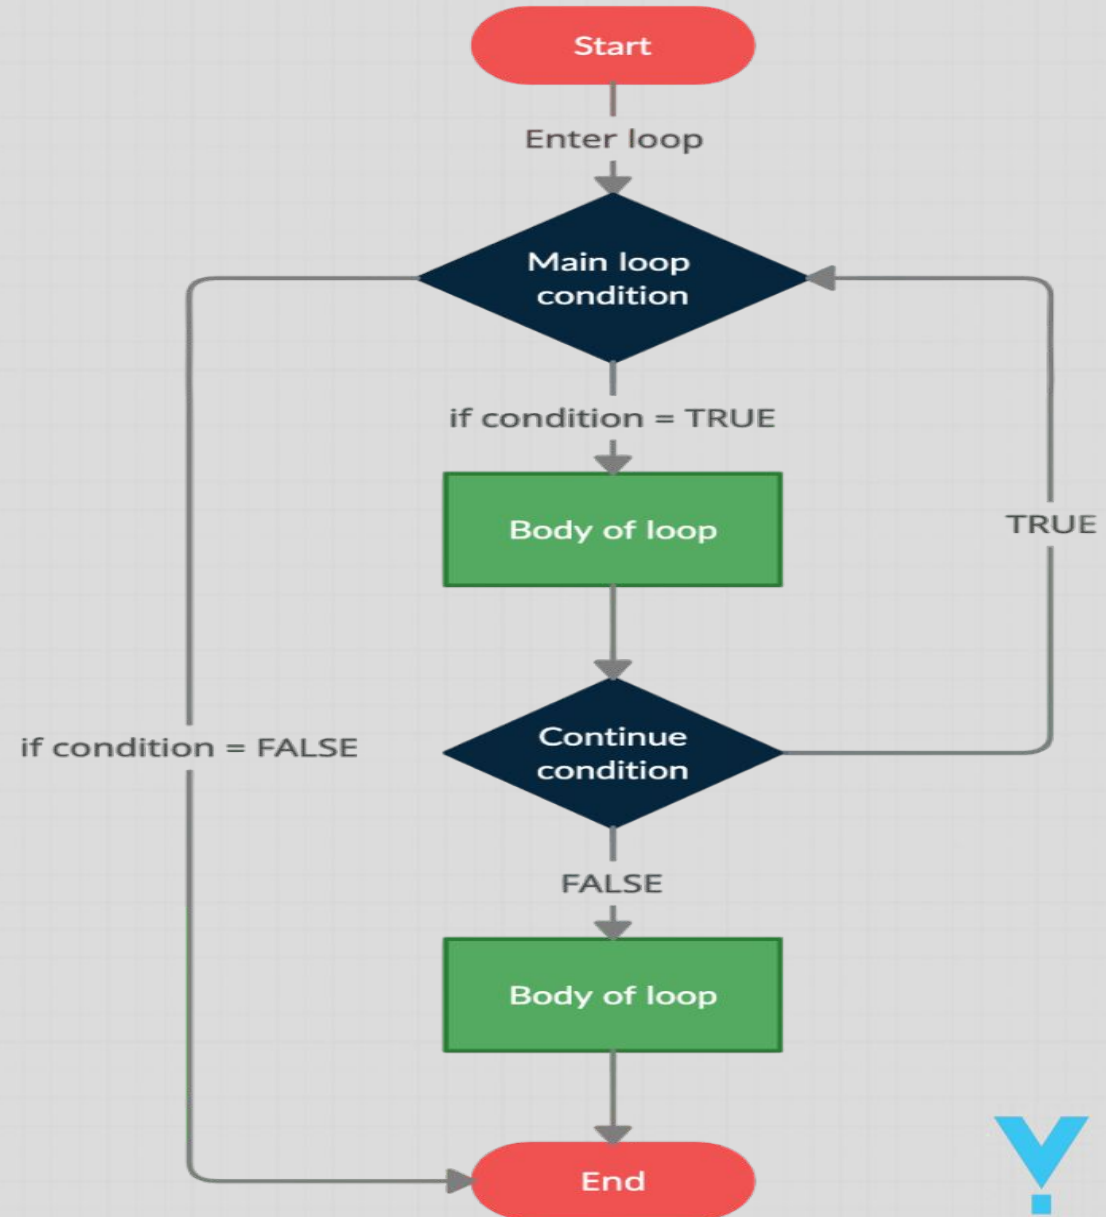 Start
Enter loop
Main loop
condition
if condition = TRUE
Body of loop
TRUE
Continue
condition
if condition = FALSE
FALSE
Body of loop
End